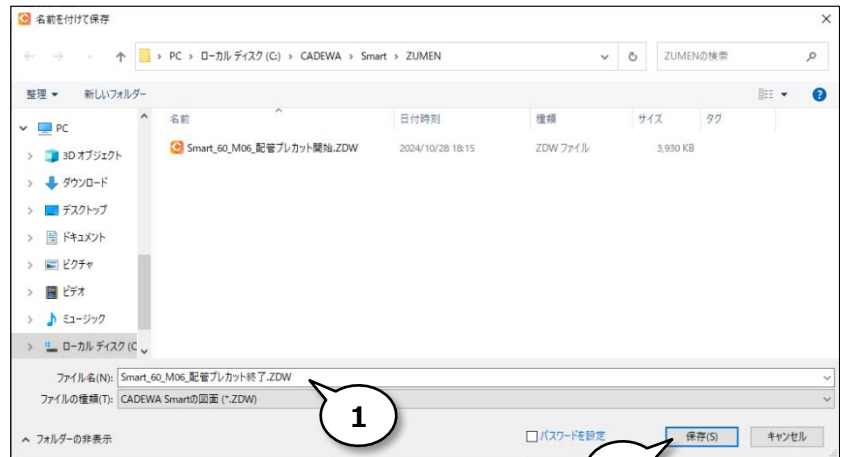 名前を付けて保存
PC › ローカル ディスク (C:) › CADEWA › Smart › ZUMEN
ZUMENの検索
整理 新しいフォルダー
名前 日付時刻 種類 サイズ タグ
PC
3D オブジェクト
ダウンロード
デスクトップ
ドキュメント
ピクチャ
ビデオ
ミュージック
ローカル ディスク (C
Smart_60_M06_配管プレカット開始.ZDW 2024/10/28 18:15 ZDW ファイル 3,930 KB
ファイル名(N): Smart_60_M06_配管プレカット終了.ZDW
ファイルの種類(T): CADEWA Smartの図面 (*.ZDW)
1
フォルダーの非表示
パスワードを設定
保存(S)
キャンセル